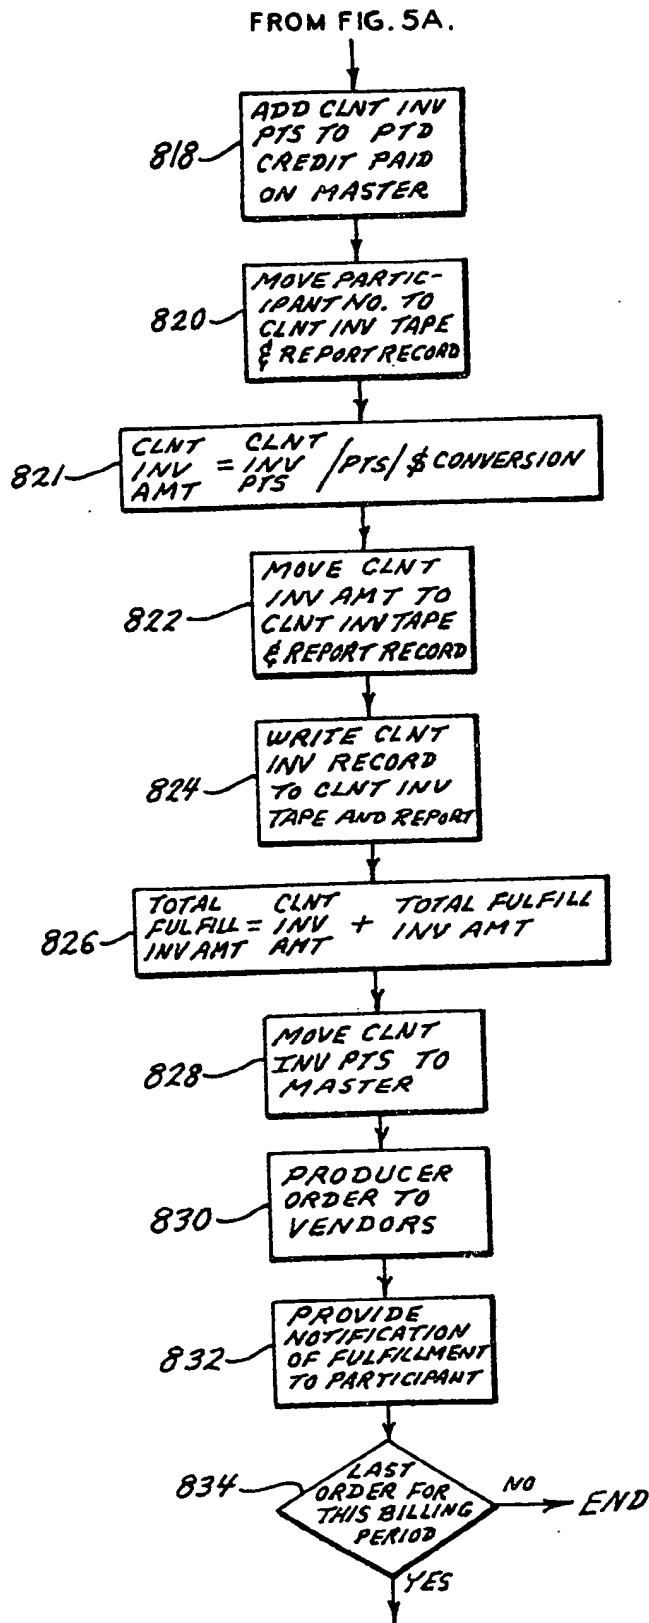 FROM FIG. 5A.
818
ADD CLNT INV
PTS TO PTD
CREDIT PAID
ON MASTER
820
MOVE PARTIC-
IPANT NO. TO
CLNT INV TAPE
& REPORT RECORD
821
CLNT INV AMT = CLNT INV PTS / PTS / $ CONVERSION
822
MOVE CLNT
INV AMT TO
CLNT INV TAPE
& REPORT RECORD
824
WRITE CLNT
INV RECORD
TO CLNT INV
TAPE AND REPORT
826
TOTAL FULFILL INV AMT = CLNT INV AMT + TOTAL FULFILL INV AMT
828
MOVE CLNT
INV PTS TO
MASTER
830
PRODUCER
ORDER TO
VENDORS
832
PROVIDE
NOTIFICATION
OF FULFILLMENT
TO PARTICIPANT
834
LAST
ORDER FOR
THIS BILLING
PERIOD
NO
END
YES